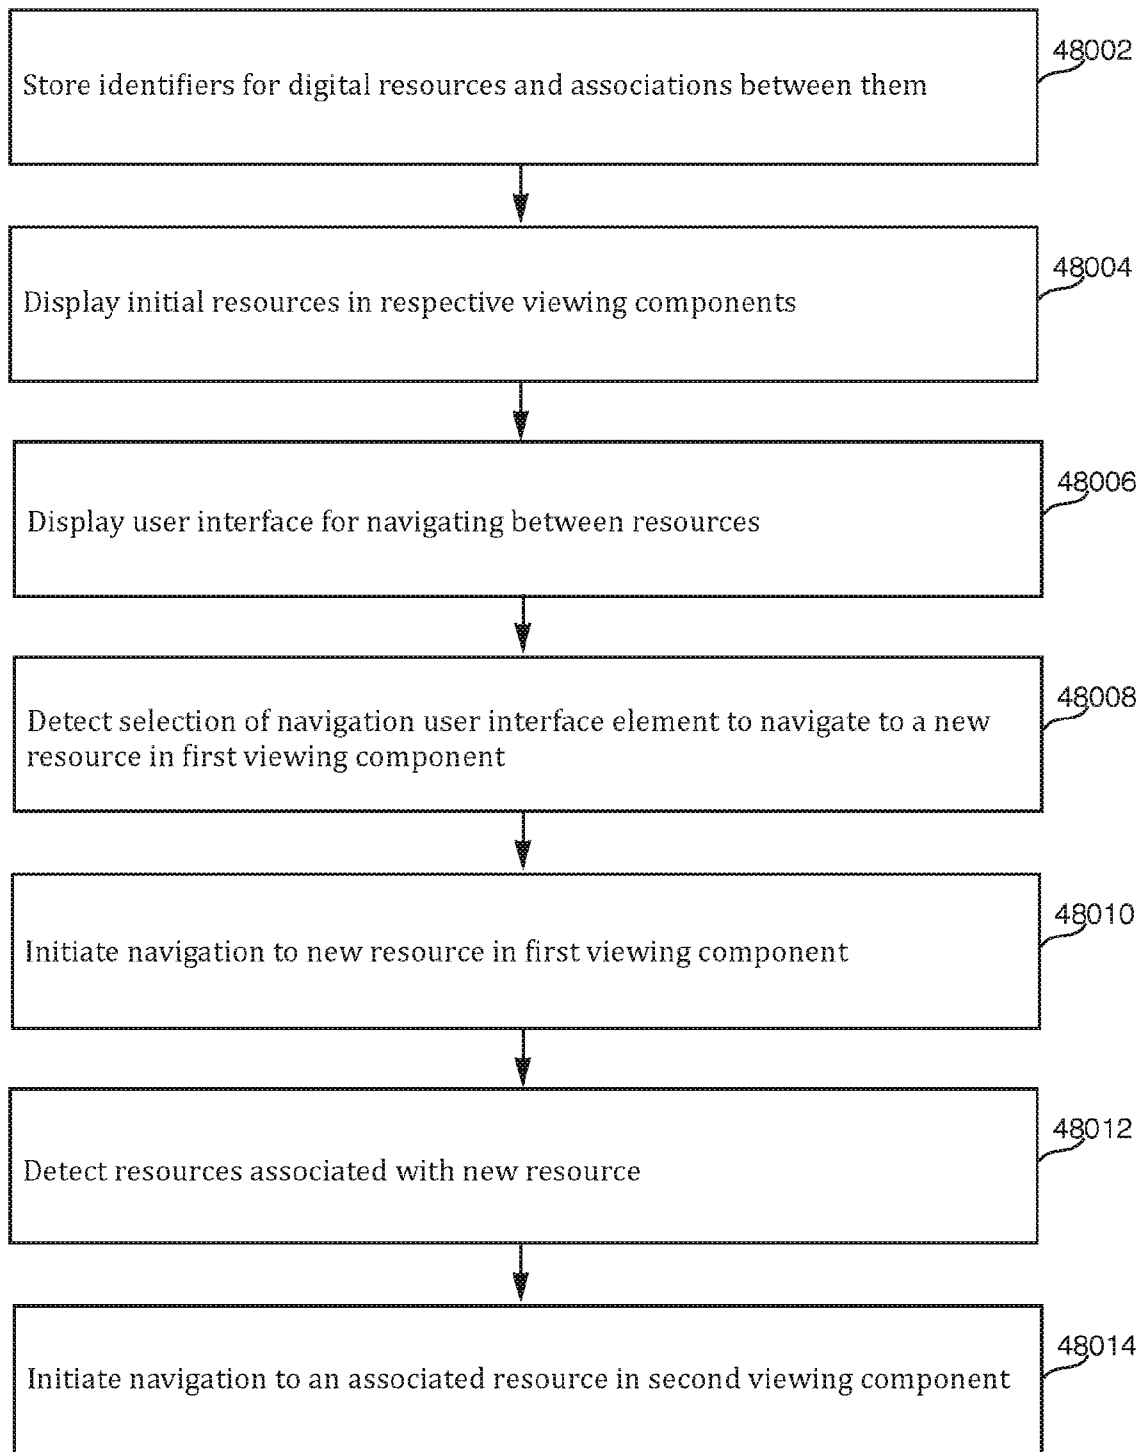 48002
Store identifiers for digital resources and associations between them
48004
Display initial resources in respective viewing components
48006
Display user interface for navigating between resources
48008
Detect selection of navigation user interface element to navigate to a new
resource in first viewing component
48010
Initiate navigation to new resource in first viewing component
48012
Detect resources associated with new resource
48014
Initiate navigation to an associated resource in second viewing component